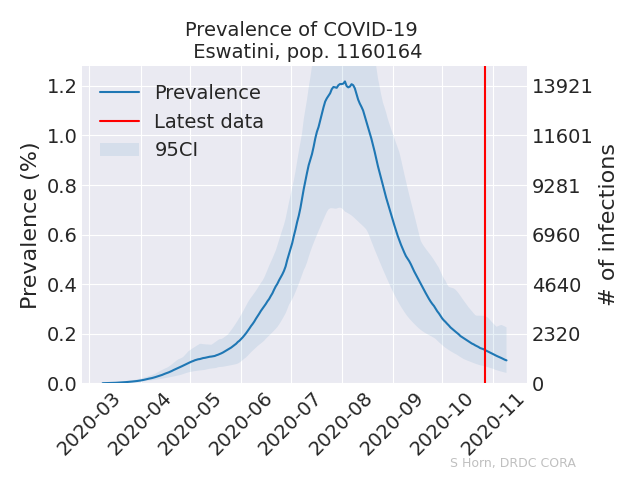 Prevalence of COVID-19
Eswatini, pop. 1160164
Prevalence (%)
1.2
1.0
0.8
0.6
0.4
0.2
0.0
Prevalence
Latest data
95CI
13921
11601
9281
6960
4640
2320
0
# of infections
2020-03
2020-04
2020-05
2020-06
2020-07
2020-08
2020-09
2020-10
2020-11
S Horn, DRDC CORA